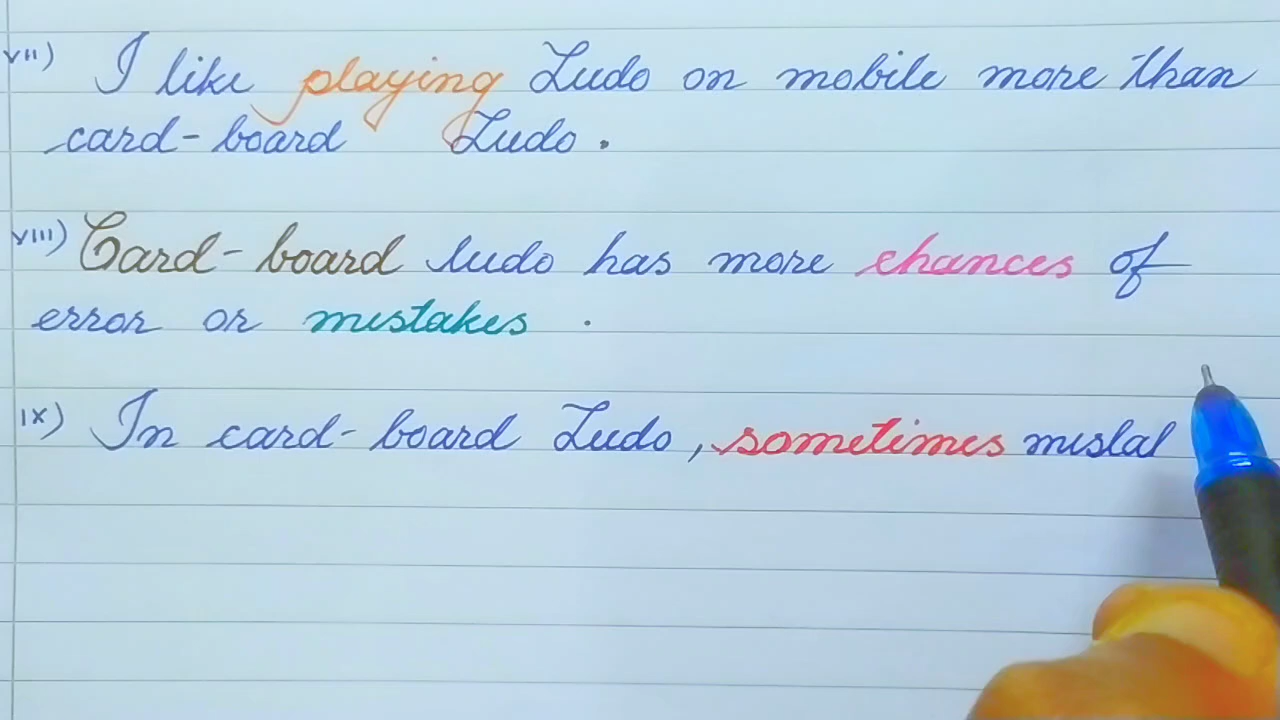 vii) I like playing Ludo on mobile more than
card-board Ludo.
viii) Card-board ludo has more chances of
error or mistakes .
ix) In card-board Ludo, sometimes